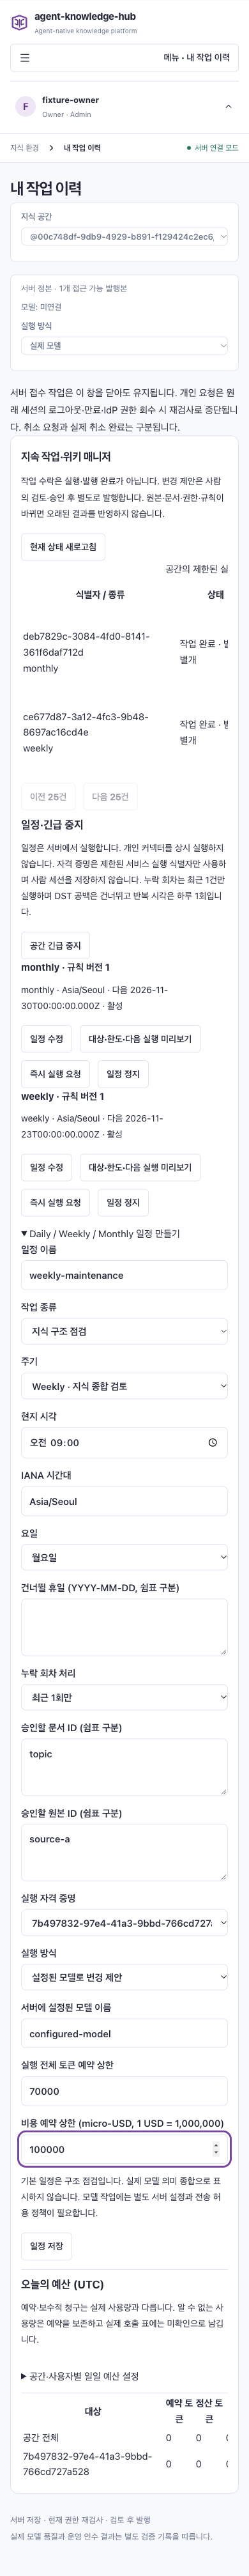 agent-knowledge-hub
Agent-native knowledge platform
메뉴 · 내 작업 이력
F
fixture-owner
Owner · Admin
지식 환경
내 작업 이력
서버 연결 모드
내 작업 이력
지식 공간
@00c748df-9db9-4929-b891-f129424c2ec6
서버 정본 · 1개 접근 가능 발행본
모델: 미연결
실행 방식
실제 모델
서버 접수 작업은 이 창을 닫아도 유지됩니다. 개인 요청은 원
래 세션의 로그아웃·만료·IdP 권한 회수 시 재검사로 중단됩니
다. 취소 요청과 실제 취소 완료는 구분됩니다.
지속 작업·위키 매니저
작업 수락은 실행·발행 완료가 아닙니다. 변경 제안은 사람
의 검토·승인 후 별도로 발행합니다. 원본·문서·권한·규칙이
바뀌면 오래된 결과를 반영하지 않습니다.
현재 상태 새로고침
공간의 제한된 실
식별자 / 종류
상태
deb7829c-3084-4fd0-8141-
361f6daf712d
monthly
작업 완료 · 발
별개
ce677d87-3a12-4fc3-9b48-
8697ac16cd4e
weekly
작업 완료 · 발
별개
이전 25건
다음 25건
일정·긴급 중지
일정은 서버에서 실행합니다. 개인 커넥터를 상시 실행하지
않습니다. 자격 증명은 제한된 서비스 실행 식별자만 사용하
며 사람 세션을 저장하지 않습니다. 누락 회차는 최근 1건만
실행하며 DST 공백은 건너뛰고 반복 시각은 하루 1회입니
다.
공간 긴급 중지
monthly · 규칙 버전 1
monthly · Asia/Seoul · 다음 2026-11-
30T00:00:00.000Z · 활성
일정 수정
대상·한도·다음 실행 미리보기
즉시 실행 요청
일정 정지
weekly · 규칙 버전 1
weekly · Asia/Seoul · 다음 2026-11-
23T00:00:00.000Z · 활성
일정 수정
대상·한도·다음 실행 미리보기
즉시 실행 요청
일정 정지
Daily / Weekly / Monthly 일정 만들기
일정 이름
weekly-maintenance
작업 종류
지식 구조 점검
주기
Weekly · 지식 종합 검토
현지 시각
오전 09:00
IANA 시간대
Asia/Seoul
요일
월요일
건너뛸 휴일 (YYYY-MM-DD, 쉼표 구분)
누락 회차 처리
최근 1회만
승인할 문서 ID (쉼표 구분)
topic
승인할 원본 ID (쉼표 구분)
source-a
실행 자격 증명
7b497832-97e4-41a3-9bbd-766cd727a
실행 방식
설정된 모델로 변경 제안
서버에 설정된 모델 이름
configured-model
실행 전체 토큰 예약 상한
70000
비용 예약 상한 (micro-USD, 1 USD = 1,000,000)
100000
기본 일정은 구조 점검입니다. 실제 모델 의미 종합으로 표
시하지 않습니다. 모델 작업에는 별도 서버 설정과 전송 허
용 정책이 필요합니다.
일정 저장
오늘의 예산 (UTC)
예약·보수적 청구는 실제 사용량과 다릅니다. 알 수 없는 사
용량은 예약을 보존하고 실제 호출 표에는 미확인으로 남깁
니다.
공간·사용자별 일일 예산 설정
대상
예약 토
큰
정산 토
큰
공간 전체
0
0
7b497832-97e4-41a3-9bbd-
766cd727a528
0
0
서버 저장 · 현재 권한 재검사 · 검토 후 발행
실제 모델 품질과 운영 인수 결과는 별도 검증 기록을 따릅니다.